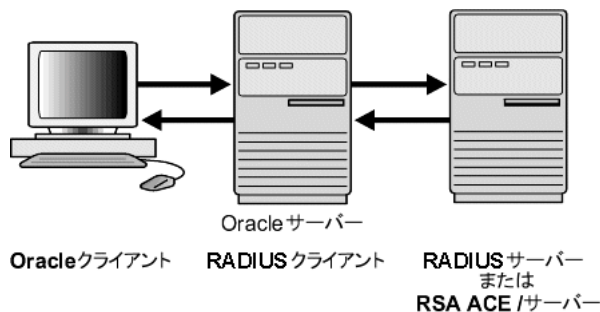 Oracleサーバー
Oracleクライアント
RADIUSクライアント
RADIUSサーバー
または
RSA ACE /サーバー